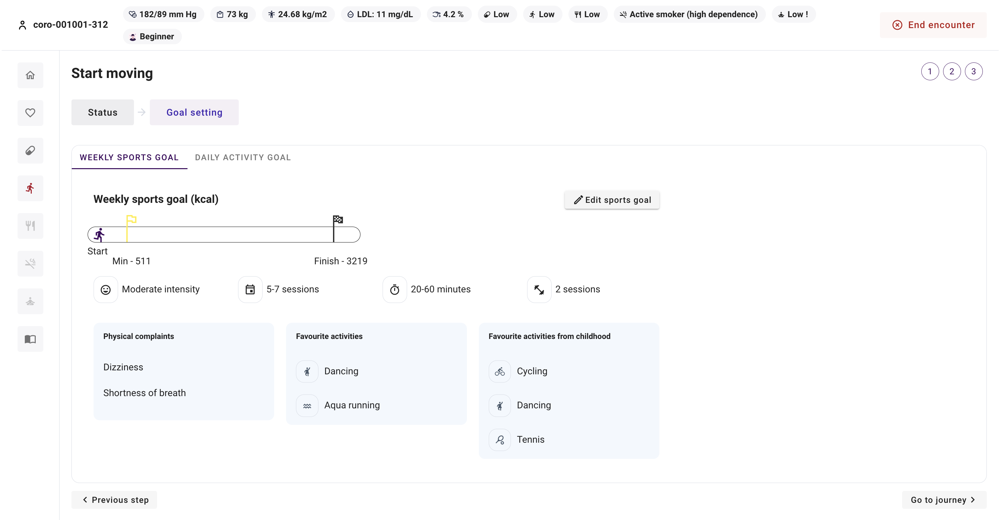 coro-001001-312
182/89 mm Hg
73 kg
24.68 kg/m2
LDL: 11 mg/dL
4.2 %
Low
Low
Low
Active smoker (high dependence)
Low !
Beginner
End encounter
Start moving
1 2 3
Status
Goal setting
WEEKLY SPORTS GOAL
DAILY ACTIVITY GOAL
Weekly sports goal (kcal)
Edit sports goal
Start
Min - 511
Finish - 3219
Moderate intensity
5-7 sessions
20-60 minutes
2 sessions
Physical complaints
Dizziness
Shortness of breath
Favourite activities
Dancing
Aqua running
Favourite activities from childhood
Cycling
Dancing
Tennis
Previous step
Go to journey